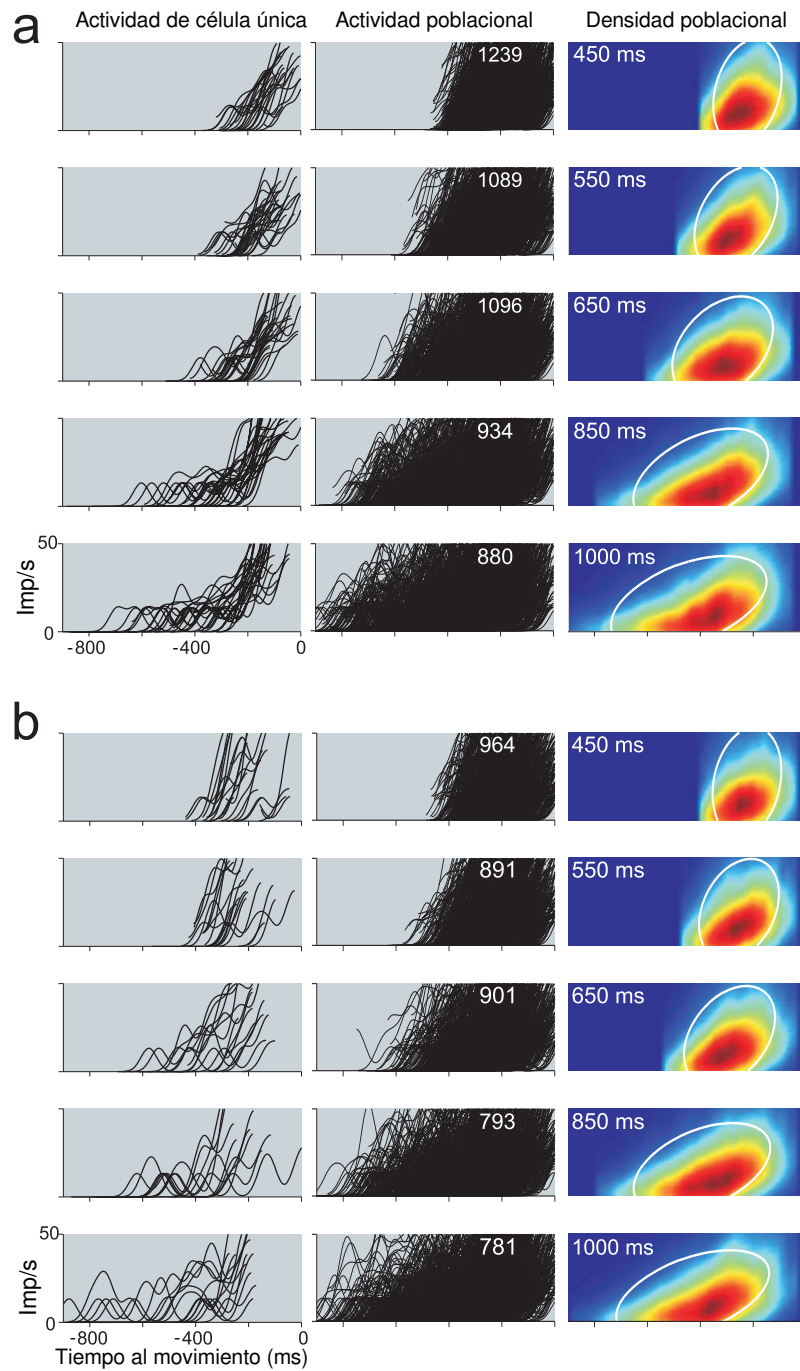 a
Actividad de célula única
Actividad poblacional
Densidad poblacional
1239
450 ms
1089
550 ms
1096
650 ms
934
850 ms
50
Imp/s
0
880
1000 ms
-800
-400
0
b
964
450 ms
891
550 ms
901
650 ms
793
850 ms
50
Imp/s
0
781
1000 ms
-800
-400
0
Tiempo al movimiento (ms)